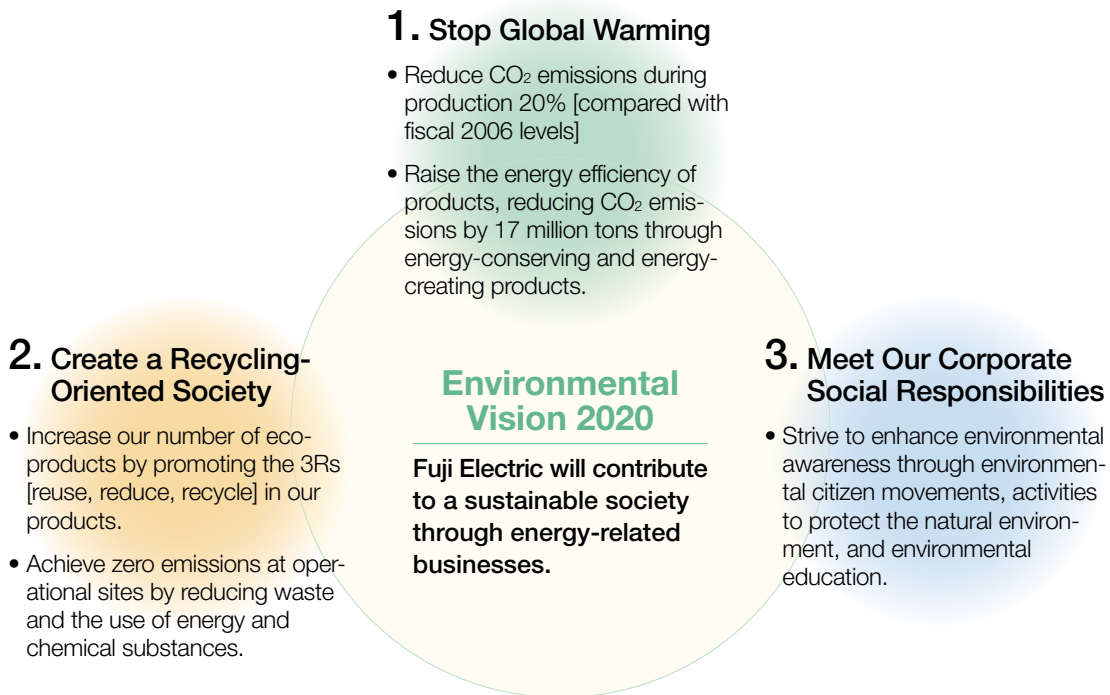 1. Stop Global Warming
• Reduce CO₂ emissions during
production 20% [compared with
fiscal 2006 levels]
• Raise the energy efficiency of
products, reducing CO₂ emis-
sions by 17 million tons through
energy-conserving and energy-
creating products.
2. Create a Recycling-
Oriented Society
• Increase our number of eco-
products by promoting the 3Rs
[reuse, reduce, recycle] in our
products.
• Achieve zero emissions at oper-
ational sites by reducing waste
and the use of energy and
chemical substances.
Environmental
Vision 2020
Fuji Electric will contribute
to a sustainable society
through energy-related
businesses.
3. Meet Our Corporate
Social Responsibilities
• Strive to enhance environmental
awareness through environmen-
tal citizen movements, activities
to protect the natural environ-
ment, and environmental
education.